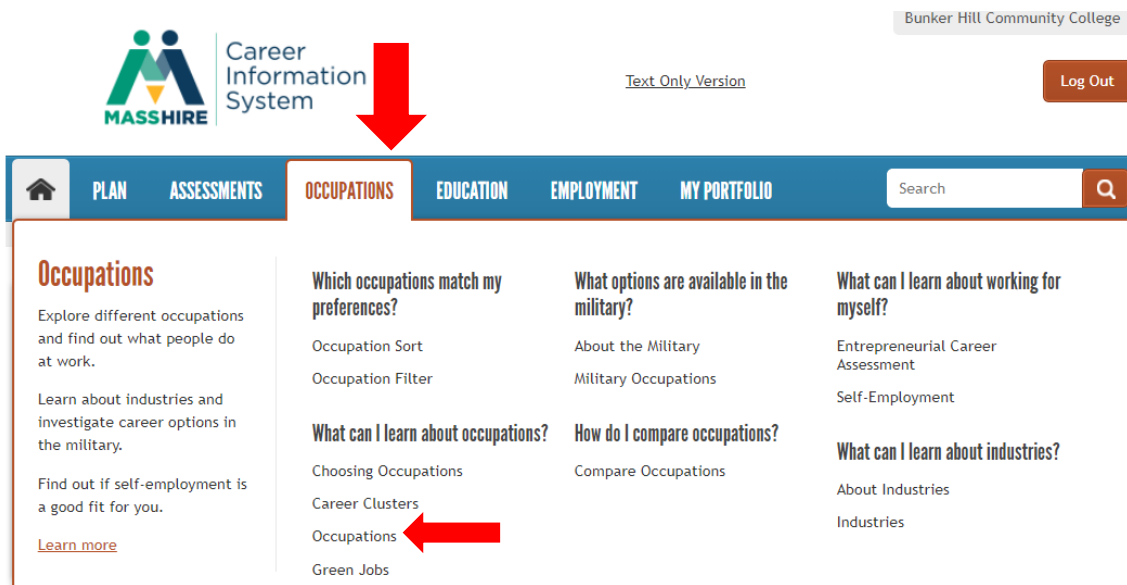 Bunker Hill Community College
MASSHIRE
Career
Information
System
Text Only Version
Log Out
PLAN
ASSESSMENTS
OCCUPATIONS
EDUCATION
EMPLOYMENT
MY PORTFOLIO
Search
Occupations
Explore different occupations
and find out what people do
at work.
Learn about industries and
investigate career options in
the military.
Find out if self-employment is
a good fit for you.
Learn more
Which occupations match my
preferences?
Occupation Sort
Occupation Filter
What can I learn about occupations?
Choosing Occupations
Career Clusters
Occupations
Green Jobs
What options are available in the
military?
About the Military
Military Occupations
How do I compare occupations?
Compare Occupations
What can I learn about working for
myself?
Entrepreneurial Career
Assessment
Self-Employment
What can I learn about industries?
About Industries
Industries